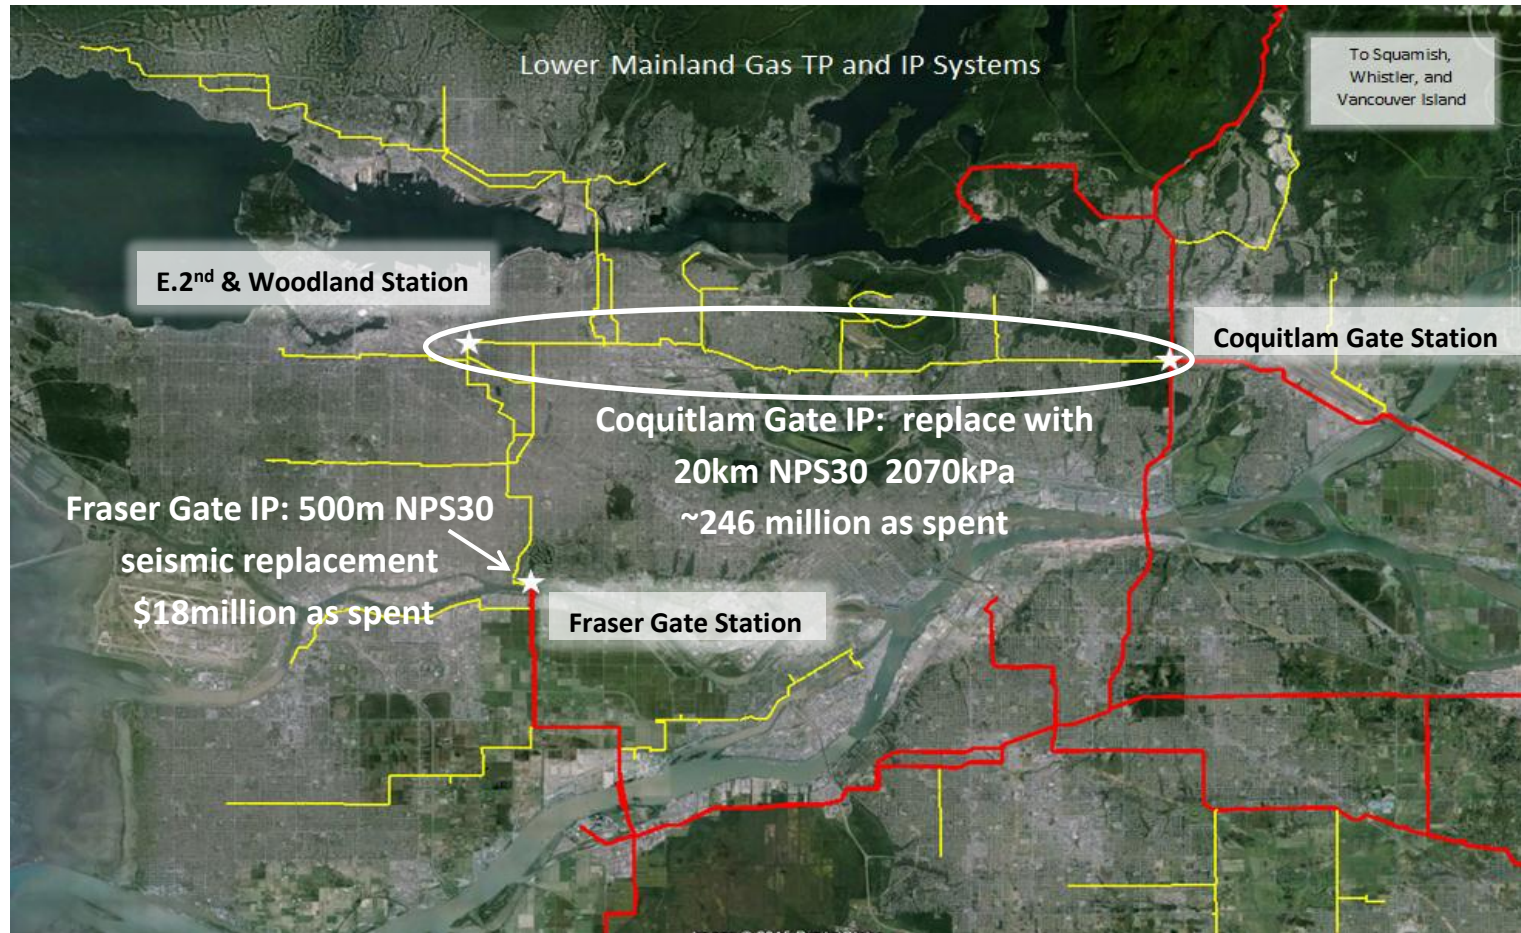 Lower Mainland Gas TP and IP Systems
To Squamish,
Whistler, and
Vancouver Island
E.2nd & Woodland Station
Coquitlam Gate Station
Coquitlam Gate IP: replace with
20km NPS30 2070kPa
~246 million as spent
Fraser Gate IP: 500m NPS30
seismic replacement
$18million as spent
Fraser Gate Station